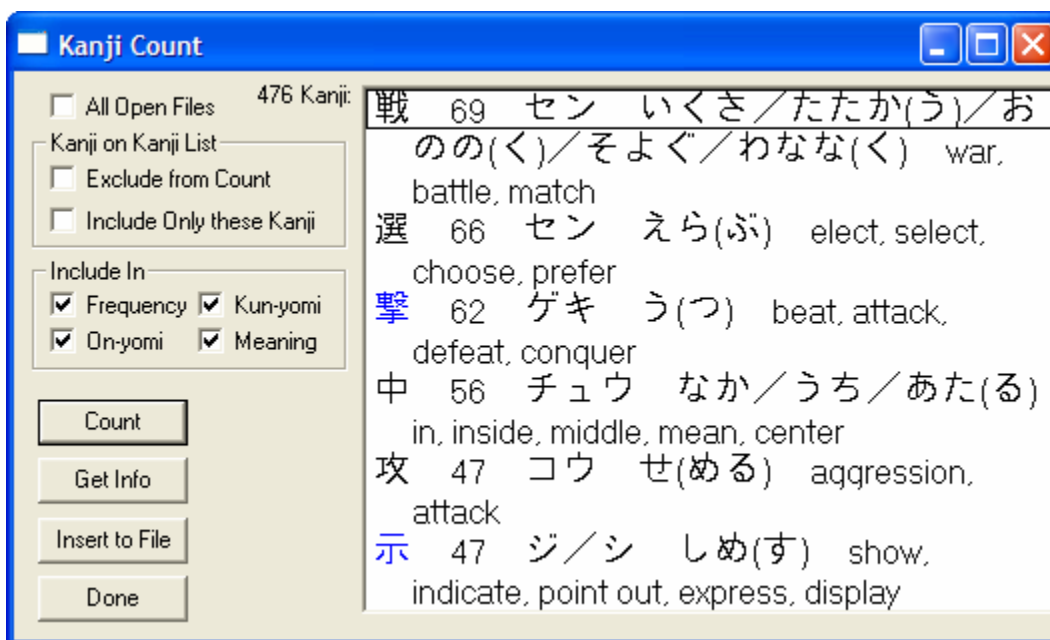 Kanji Count
All Open Files
476 Kanji:
Kanji on Kanji List
Exclude from Count
Include Only these Kanji
Include In
Frequency
Kun-yomi
On-yomi
Meaning
Count
Get Info
Insert to File
Done
戦 69 セン いくさ／たたか(う)／お
のの(く)／そよぐ／わなな(く) war,
battle, match
選 66 セン えら(ぶ) elect, select,
choose, prefer
撃 62 ゲキ う(つ) beat, attack,
defeat, conquer
中 56 チュウ なか／うち／あた(る)
in, inside, middle, mean, center
攻 47 コウ せ(める) aggression,
attack
示 47 ジ／シ しめ(す) show,
indicate, point out, express, display